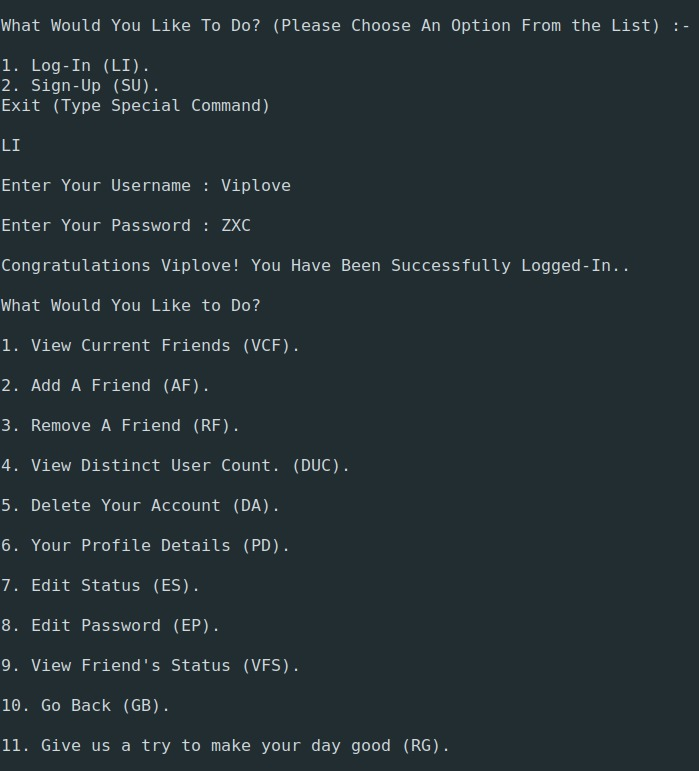 What Would You Like To Do? (Please Choose An Option From the List) :-
1. Log-In (LI).
2. Sign-Up (SU).
Exit (Type Special Command)
LI
Enter Your Username : Viplove
Enter Your Password : ZXC
Congratulations Viplove! You Have Been Successfully Logged-In..
What Would You Like to Do?
1. View Current Friends (VCF).
2. Add A Friend (AF).
3. Remove A Friend (RF).
4. View Distinct User Count. (DUC).
5. Delete Your Account (DA).
6. Your Profile Details (PD).
7. Edit Status (ES).
8. Edit Password (EP).
9. View Friend's Status (VFS).
10. Go Back (GB).
11. Give us a try to make your day good (RG).